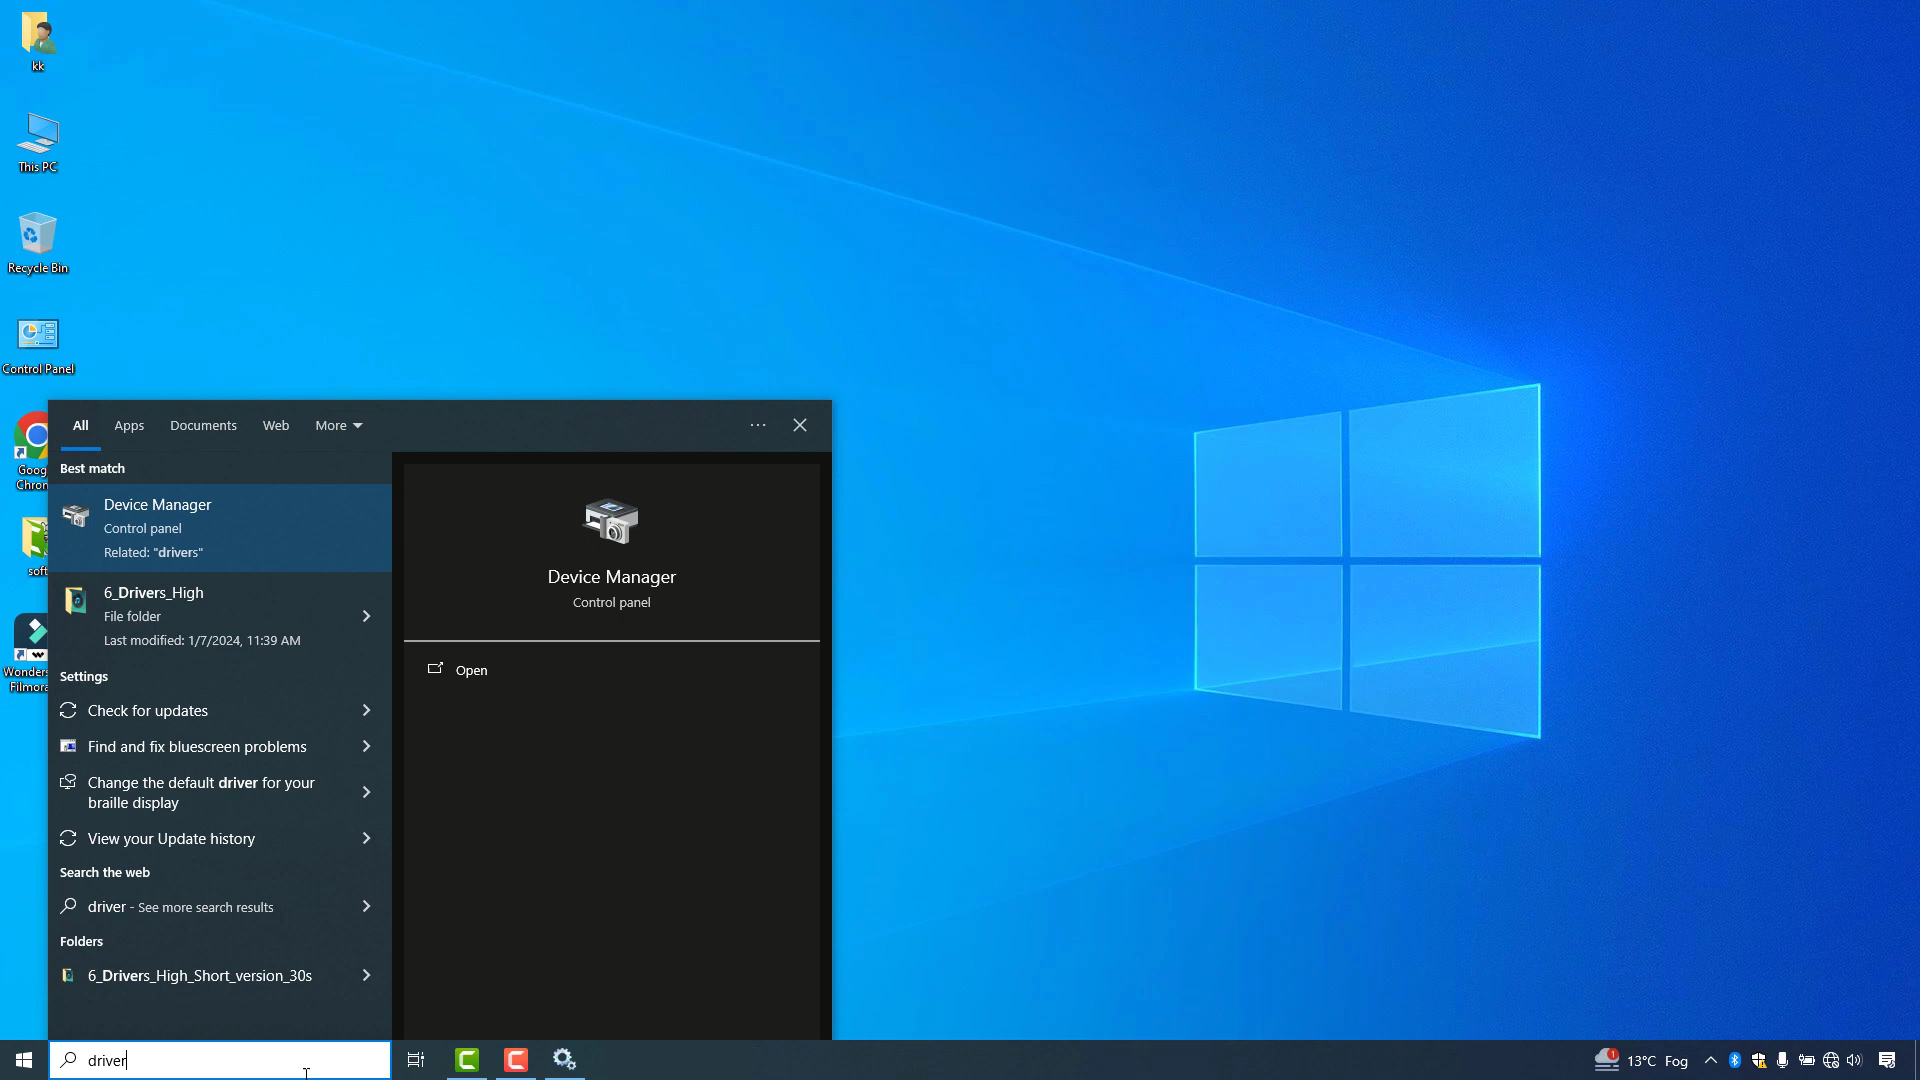 kk
This PC
Recycle Bin
Control Panel
Goog
Chron
soft
Wonders
Filmora
All Apps Documents Web More
Best match
Device Manager
Control panel
Related: "drivers"
6_Drivers_High
File folder
Last modified: 1/7/2024, 11:39 AM
Settings
Check for updates
Find and fix bluescreen problems
Change the default driver for your
braille display
View your Update history
Search the web
driver - See more search results
Folders
6_Drivers_High_Short_version_30s
Device Manager
Control panel
Open
driver
1
13°C Fog